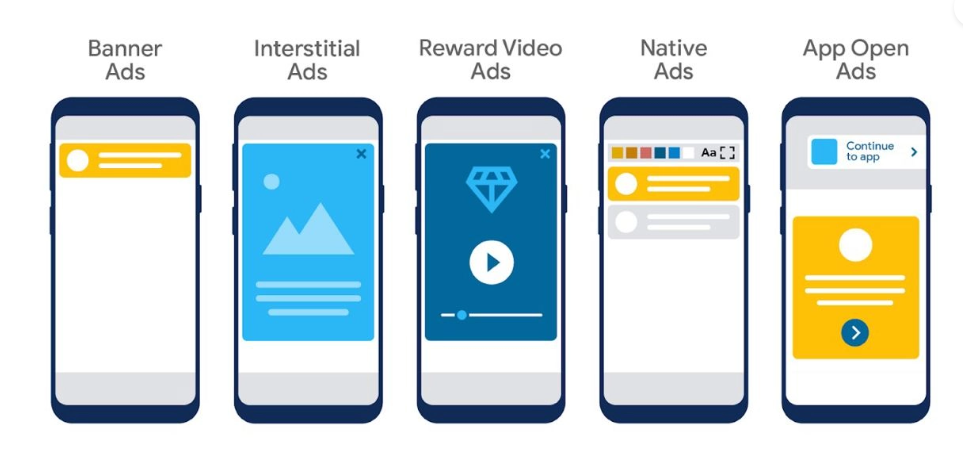 Banner
Ads
Interstitial
Ads
Reward Video
Ads
Native
Ads
App Open
Ads
Aa
Continue
to app